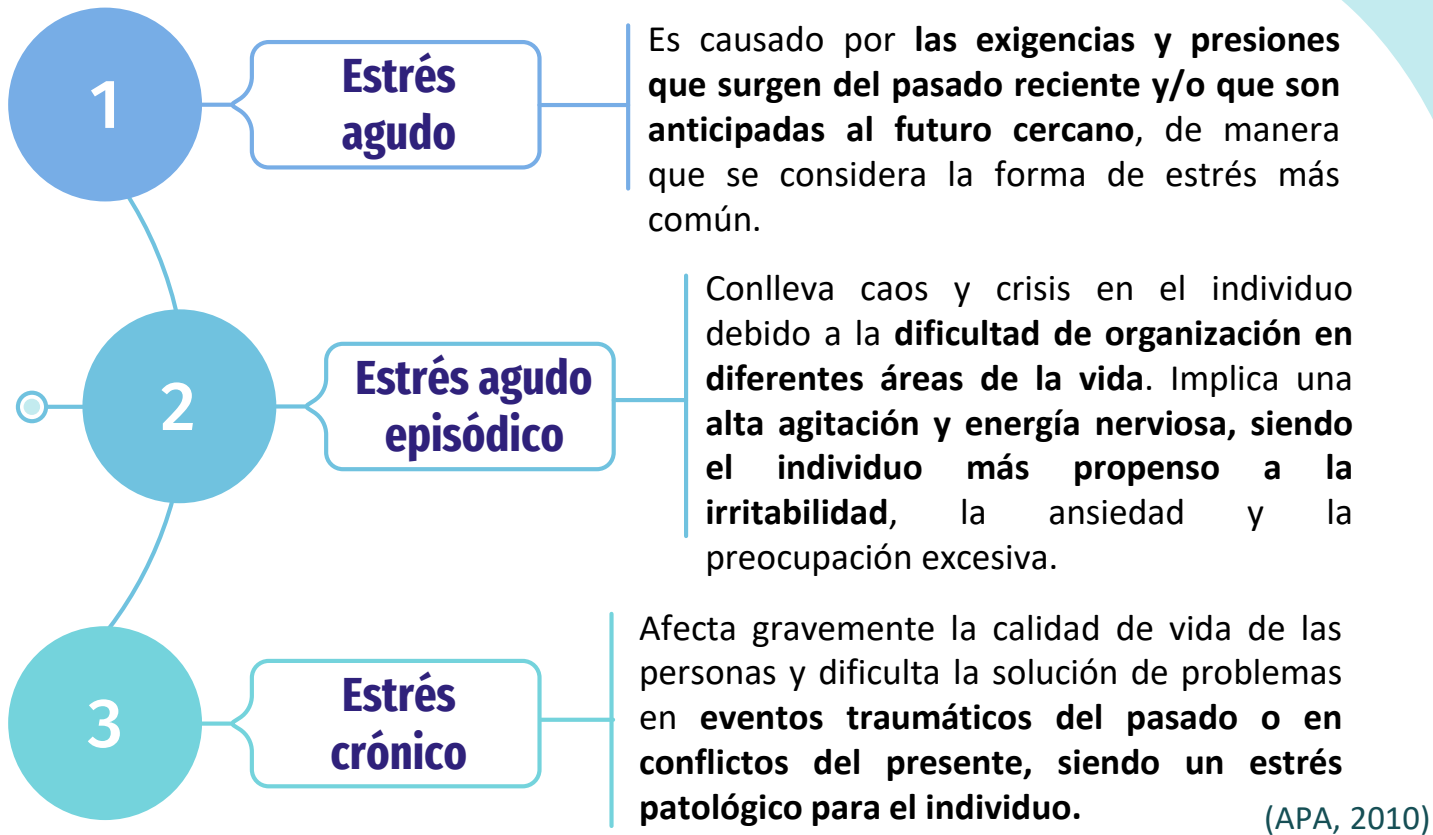 1
Estrés
agudo
Es causado por las exigencias y presiones
que surgen del pasado reciente y/o que son
anticipadas al futuro cercano, de manera
que se considera la forma de estrés más
común.
2
Estrés agudo
episódico
Conlleva caos y crisis en el individuo
debido a la dificultad de organización en
diferentes áreas de la vida. Implica una
alta agitación y energía nerviosa, siendo
el individuo más propenso a la
irritabilidad, la ansiedad y la
preocupación excesiva.
3
Estrés
crónico
Afecta gravemente la calidad de vida de las
personas y dificulta la solución de problemas
en eventos traumáticos del pasado o en
conflictos del presente, siendo un estrés
patológico para el individuo.
(APA, 2010)